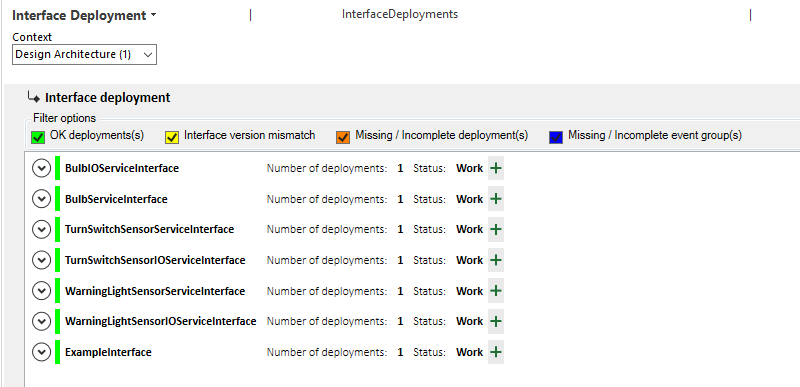 Interface Deployment
InterfaceDeployments
Context
Design Architecture (1)
Interface deployment
Filter options
OK deployments(s) Interface version mismatch Missing / Incomplete deployment(s) Missing / Incomplete event group(s)
BulbIOServiceInterface Number of deployments: 1 Status: Work
BulbServiceInterface Number of deployments: 1 Status: Work
TurnSwitchSensorServiceInterface Number of deployments: 1 Status: Work
TurnSwitchSensorIOServiceInterface Number of deployments: 1 Status: Work
WarningLightSensorServiceInterface Number of deployments: 1 Status: Work
WarningLightSensorIOServiceInterface Number of deployments: 1 Status: Work
ExampleInterface Number of deployments: 1 Status: Work